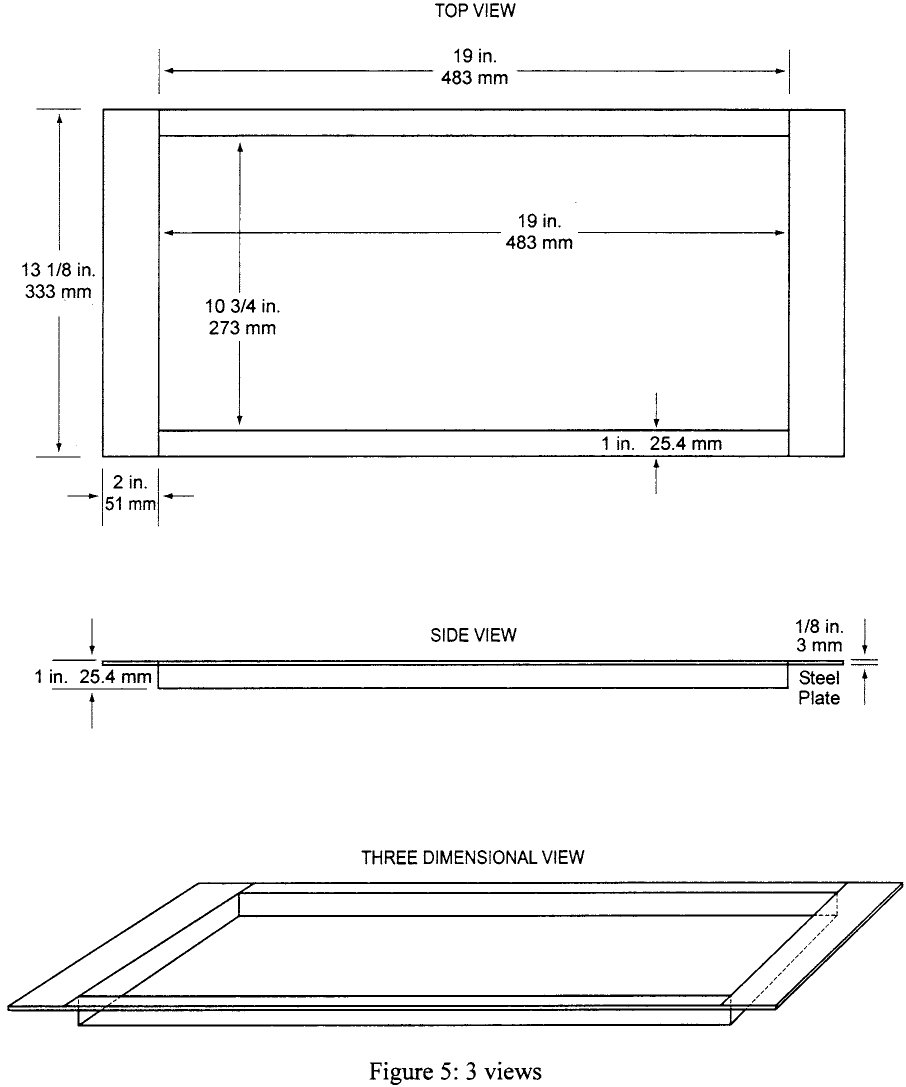 TOP VIEW
19 in.
483 mm
19 in.
483 mm
13 1/8 in.
333 mm
10 3/4 in.
273 mm
1 in. 25.4 mm
2 in.
51 mm
SIDE VIEW
1/8 in.
3 mm
1 in. 25.4 mm
Steel
Plate
THREE DIMENSIONAL VIEW
Figure 5: 3 views